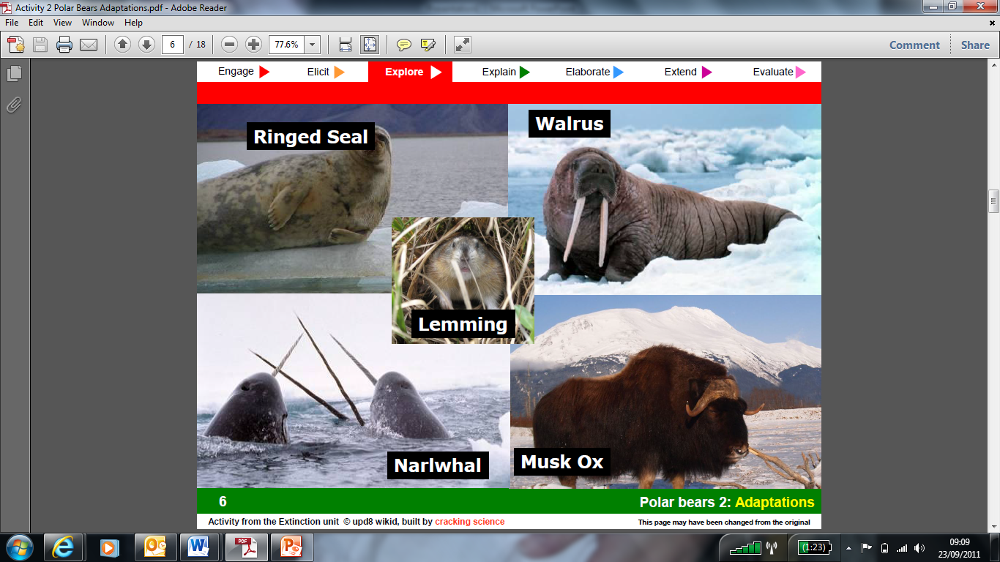 Activity 2 Polar Bears Adaptations.pdf - Adobe Reader
File Edit View Window Help
6 / 18 77.6% Comment Share
Engage Elicit Explore Explain Elaborate Extend Evaluate
Ringed Seal
Walrus
Lemming
Narlwhal
Musk Ox
6 Polar bears 2: Adaptations
Activity from the Extinction unit © upd8 wikid, built by cracking science This page may have been changed from the original
(1:23)
09:09
23/09/2011